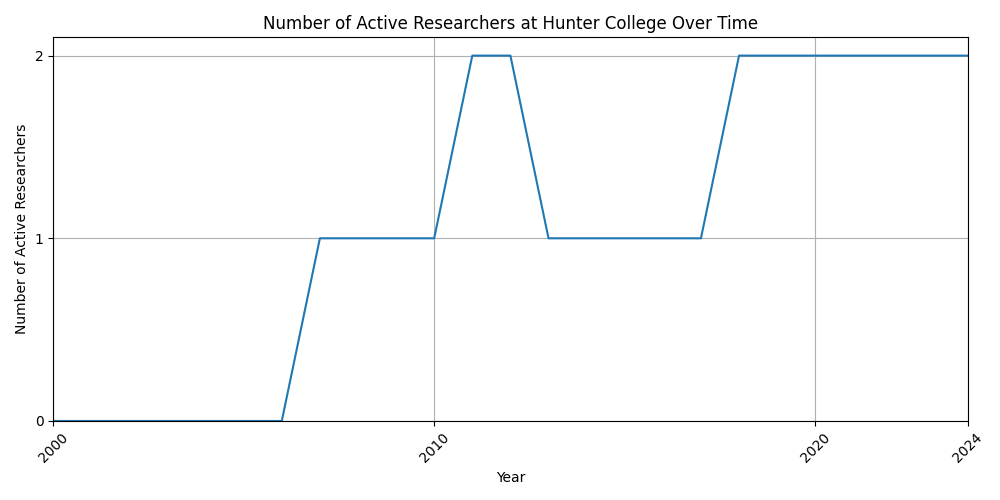 Number of Active Researchers at Hunter College Over Time
Number of Active Researchers
2
1
0
2000
2010
2020
2024
Year